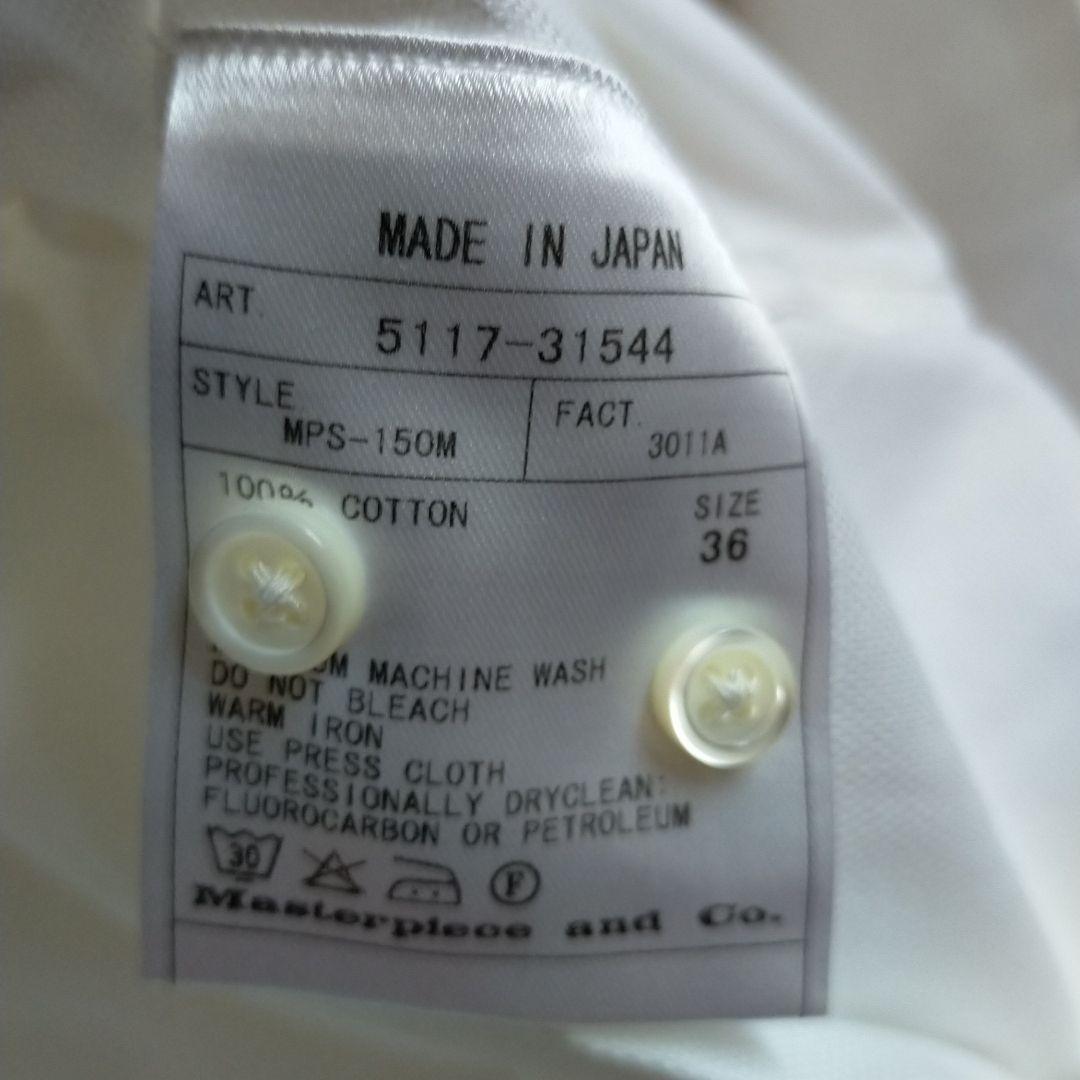 MADE IN JAPAN
ART. 5117-31544
STYLE FACT.
MPS-150M 3011A
100% COTTON SIZE
36
MACHINE WASH
DO NOT BLEACH
WARM IRON
USE PRESS CLOTH
PROFESSIONALLY DRYCLEAN:
FLUOROCARBON OR PETROLEUM
30 F
Masterpiece and Co.